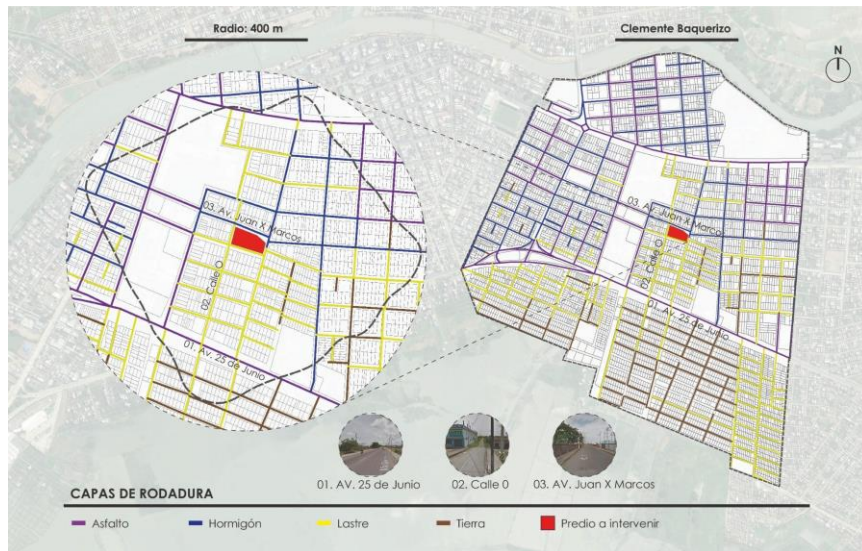 Radio: 400 m
Clemente Baquerizo
N
03. Av. Juan X Marcos
02. Calle O
01. Av. 25 de Junio
03. Av. Juan X Marcos
02. Calle O
01. Av. 25 de Junio
01. AV. 25 de Junio
02. Calle 0
03. AV. Juan X Marcos
CAPAS DE RODADURA
Asfalto
Hormigón
Lastre
Tierra
Predio a intervenir